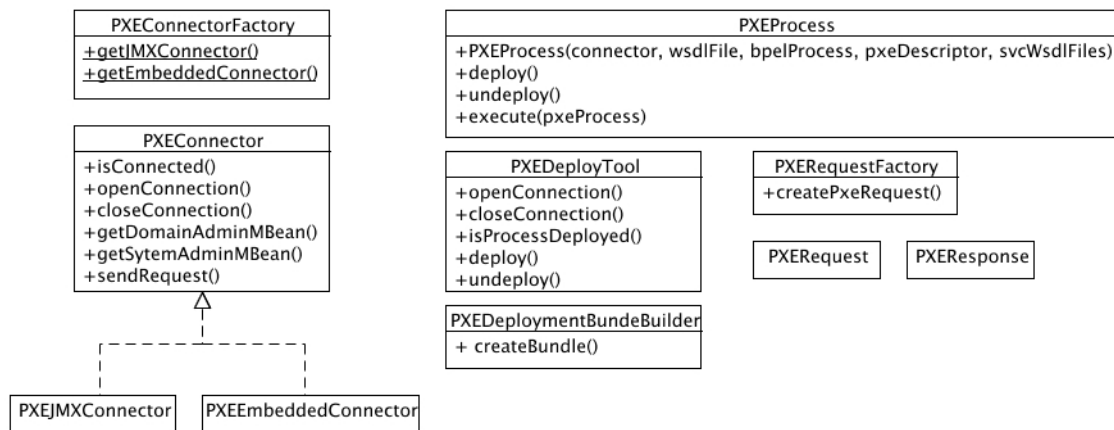 PXEConnectorFactory
+getJMXConnector()
+getEmbeddedConnector()
PXEConnector
+isConnected()
+openConnection()
+closeConnection()
+getDomainAdminMBean()
+getSytemAdminMBean()
+sendRequest()
PXEJMXConnector
PXEEmbeddedConnector
PXEProcess
+PXEProcess(connector, wsdlFile, bpelProcess, pxeDescriptor, svcWsdlFiles)
+deploy()
+undeploy()
+execute(pxeProcess)
PXEDeployTool
+openConnection()
+closeConnection()
+isProcessDeployed()
+deploy()
+undeploy()
PXERequestFactory
+createPxeRequest()
PXERequest
PXEResponse
PXEDeploymentBundeBuilder
+ createBundle()